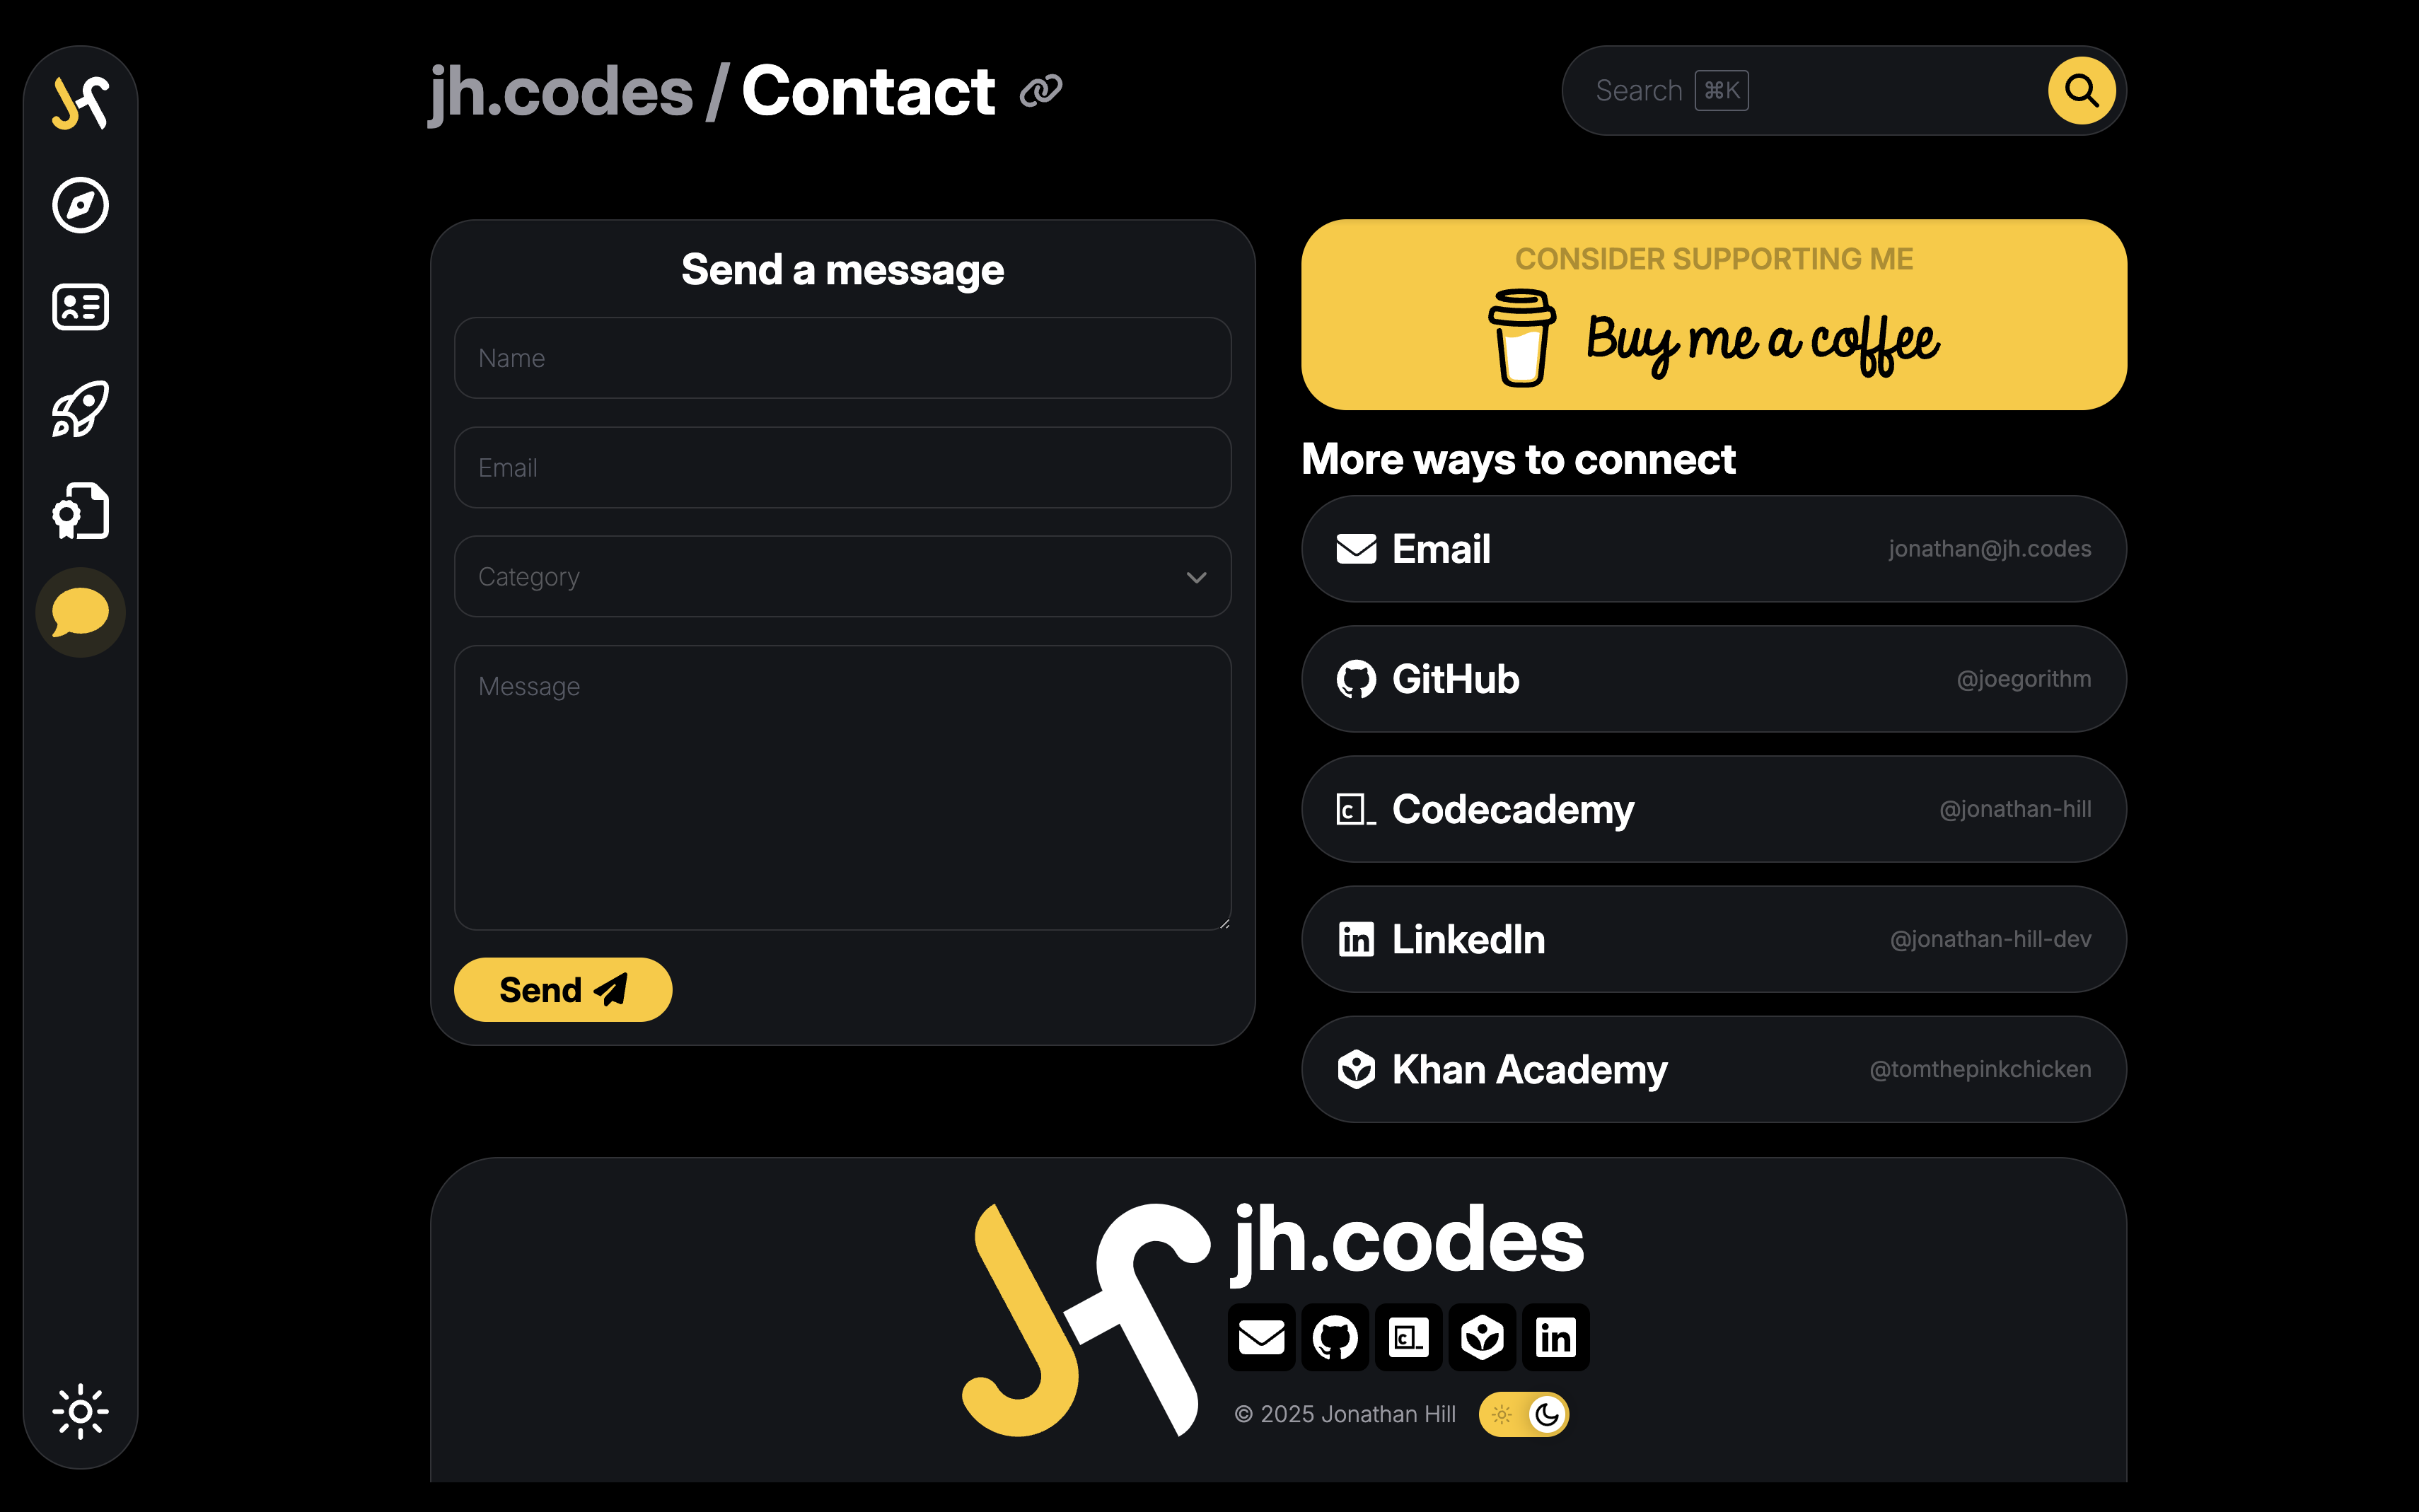 jh.codes / Contact
Search ⌘K
Send a message
Name
Email
Category
Message
Send
CONSIDER SUPPORTING ME
Buy me a coffee
More ways to connect
Email jonathan@jh.codes
GitHub @joegorithm
Codecademy @jonathan-hill
LinkedIn @jonathan-hill-dev
Khan Academy @tomthepinkchicken
jh.codes
© 2025 Jonathan Hill